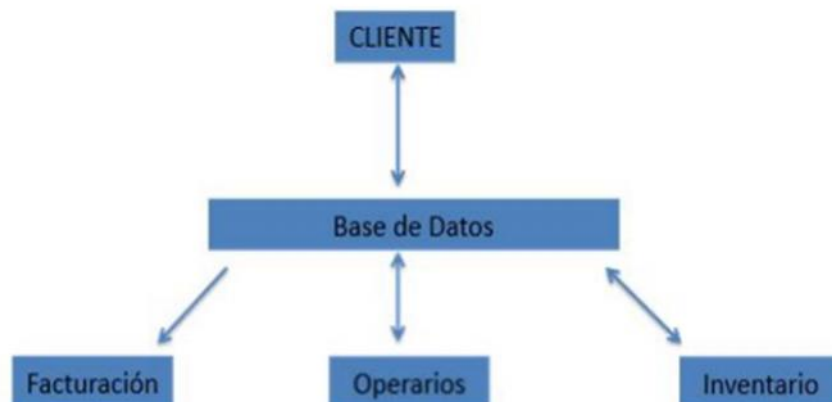 CLIENTE
Base de Datos
Facturación
Operarios
Inventario